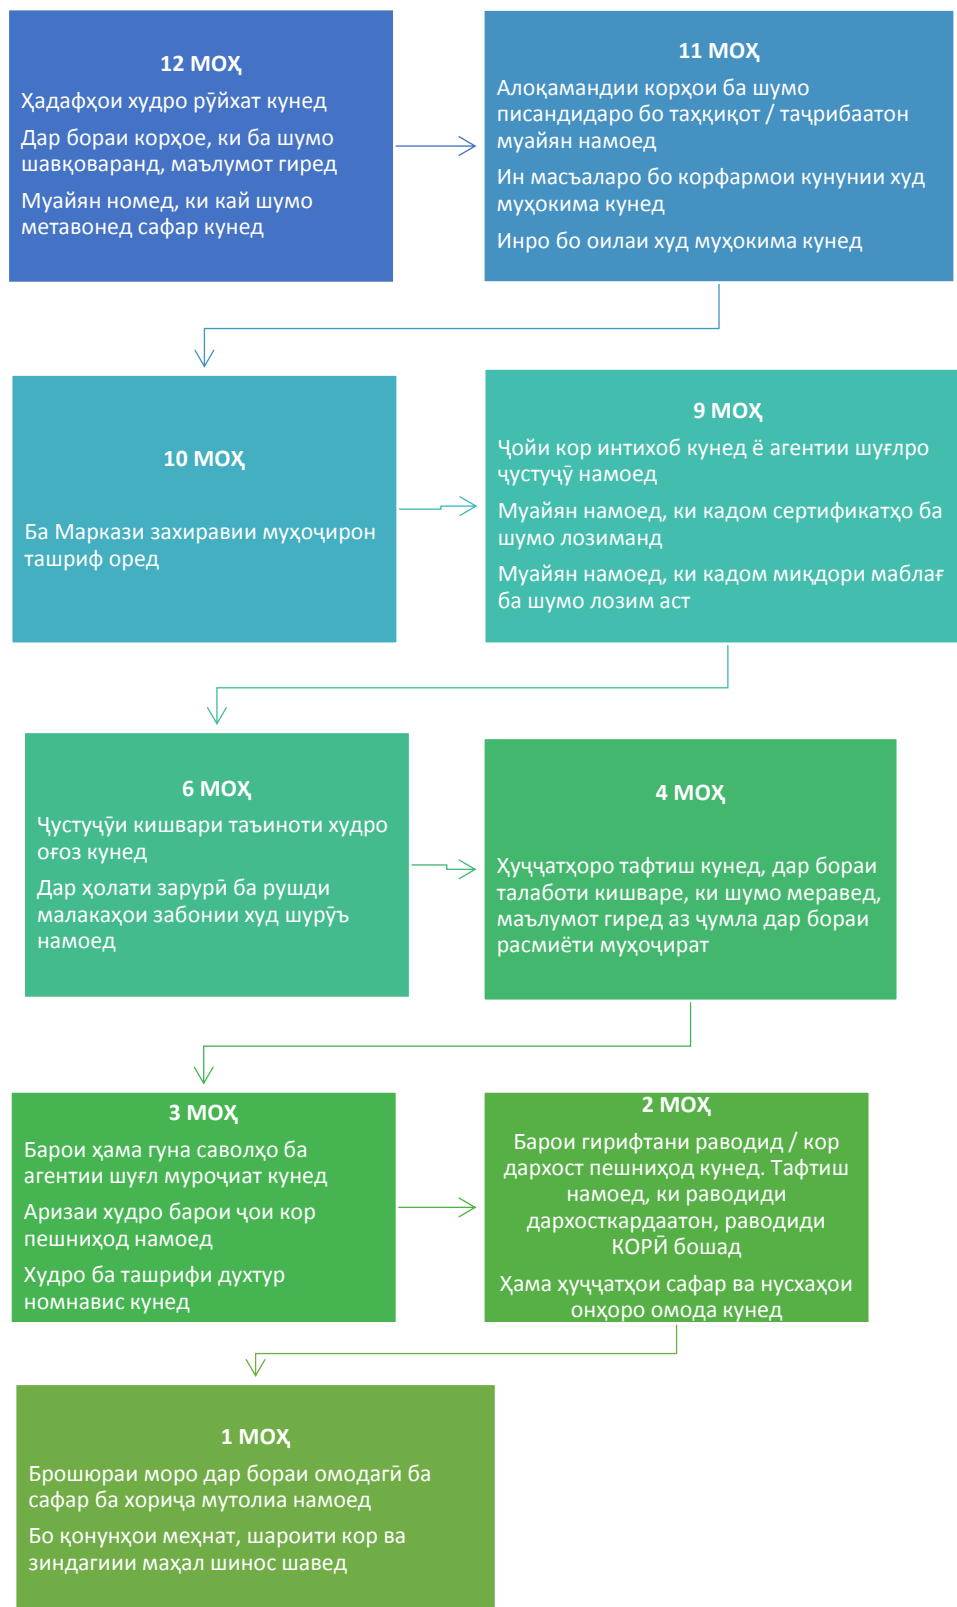 12 МОҲ
Ҳадафҳои худро рӯйхат кунед
Дар бораи корҳое, ки ба шумо
шавқоваранд, маълумот гиред
Муайян номед, ки кай шумо
метавонед сафар кунед
11 МОҲ
Алоқамандии корҳои ба шумо
писандидаро бо таҳқиқот / таҷрибаатон
муайян намоед
Ин масъаларо бо корфармои кунунии худ
муҳокима кунед
Инро бо оилаи худ муҳокима кунед
10 МОҲ
Ба Маркази захиравии муҳоҷирон
ташриф оред
9 МОҲ
Ҷойи кор интихоб кунед ё агентии шуғлро
ҷустуҷӯ намоед
Муайян намоед, ки кадом сертификатҳо ба
шумо лозиманд
Муайян намоед, ки кадом миқдори маблағ
ба шумо лозим аст
6 МОҲ
Ҷустуҷӯи кишвари таъиноти худро
оғоз кунед
Дар ҳолати зарурӣ ба рушди
малакаҳои забонии худ шурӯъ
намоед
4 МОҲ
Ҳуҷҷатҳоро тафтиш кунед, дар бораи
талаботи кишваре, ки шумо меравед,
маълумот гиред аз ҷумла дар бораи
расмиёти муҳоҷират
3 МОҲ
Барои ҳама гуна саволҳо ба
агентии шуғл муроҷиат кунед
Аризаи худро барои ҷои кор
пешниҳод намоед
Худро ба ташрифи духтур
номнавис кунед
2 МОҲ
Барои гирифтани раводид / кор
дархост пешниҳод кунед. Тафтиш
намоед, ки раводиди
дархосткардаатон, раводиди
КОРӢ бошад
Ҳама ҳуҷҷатҳои сафар ва нусхаҳои
онҳоро омода кунед
1 МОҲ
Брошюраи моро дар бораи омодагӣ ба
сафар ба хориҷа мутолиа намоед
Бо қонунҳои меҳнат, шароити кор ва
зиндагиии маҳал шинос шавед